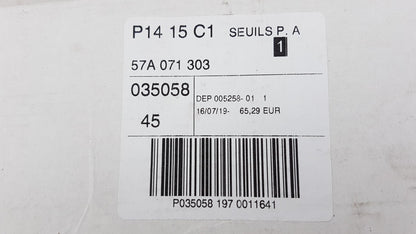 P14 15 C1 SEUILS P. A
1
57A 071 303
035058
DEP 005258- 01 1
45
16/07/19- 65,29 EUR
P035058 197 0011641